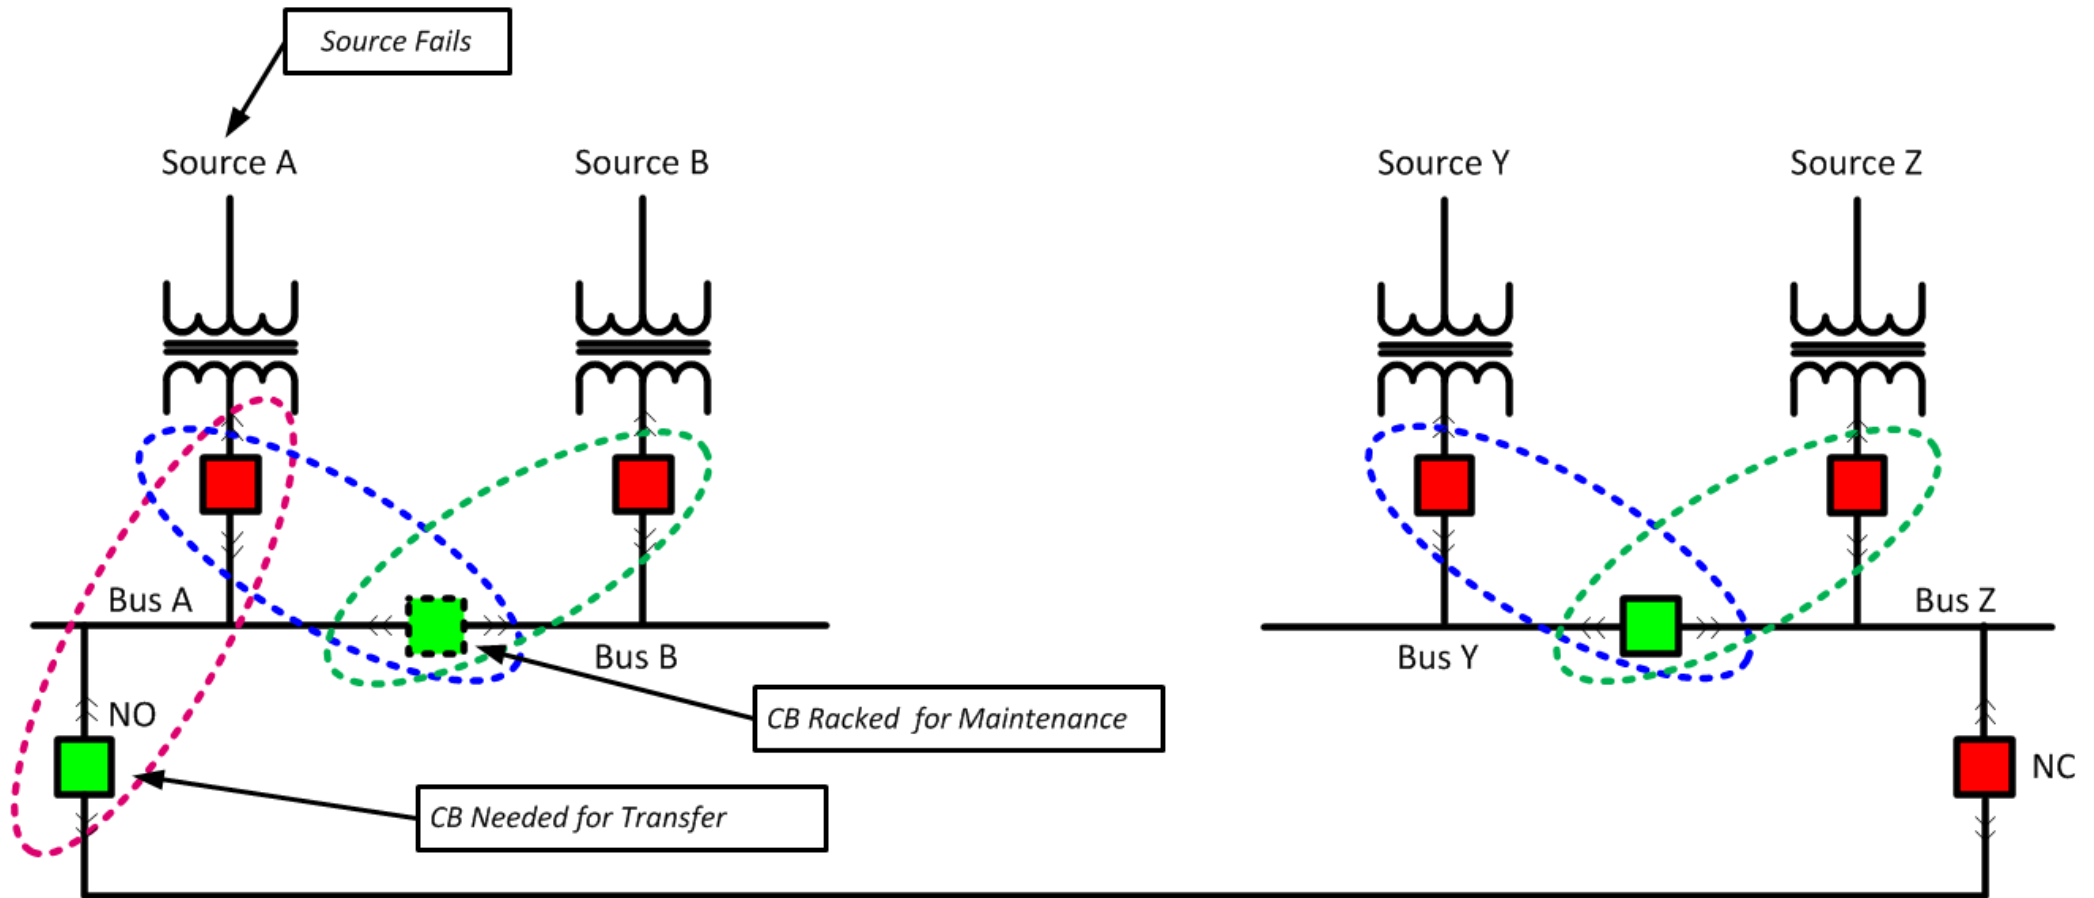 Source Fails
Source A
Source B
Source Y
Source Z
Bus A
Bus Z
Bus B
Bus Y
NO
CB Racked for Maintenance
NC
CB Needed for Transfer